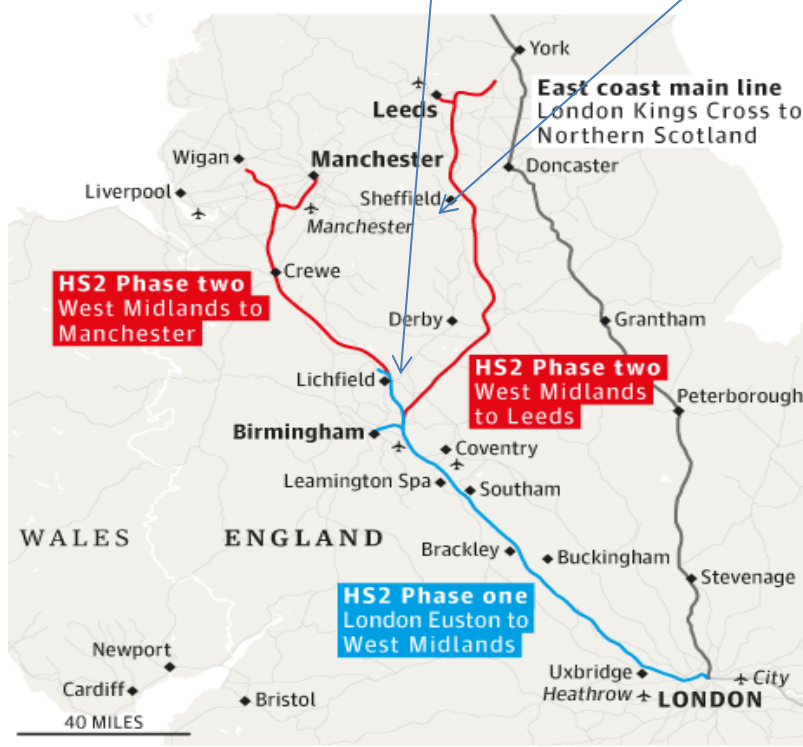 York
East coast main line
London Kings Cross to
Northern Scotland
Leeds
Wigan
Manchester
Doncaster
Liverpool
Sheffield
Manchester
Crewe
HS2 Phase two
West Midlands to
Manchester
Derby
Grantham
HS2 Phase two
West Midlands
to Leeds
Lichfield
Peterborough
Birmingham
Coventry
Leamington Spa
Southam
WALES
ENGLAND
Brackley
Buckingham
Stevenage
HS2 Phase one
London Euston to
West Midlands
Newport
Uxbridge
City
Cardiff
Heathrow
LONDON
Bristol
40 MILES